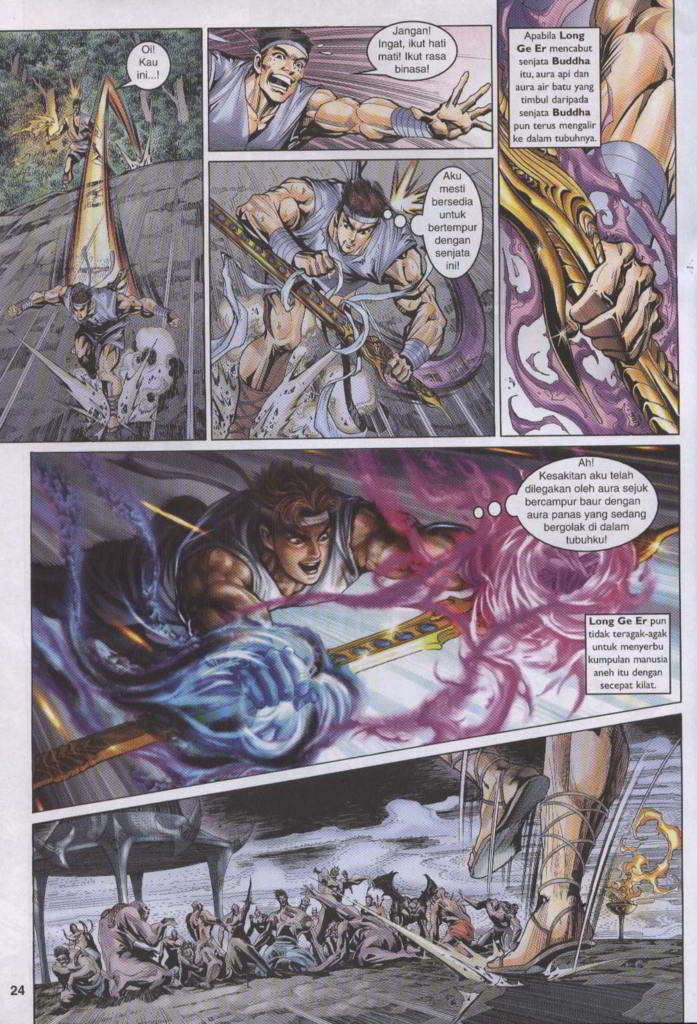 Oi!
Kau
ini...!
Jangan!
Ingat, ikut hati
mati! Ikut rasa
binasa!
Aku
mesti
bersedia
untuk
bertempur
dengan
senjata
ini!
Apabila Long
Ge Er mencabut
senjata Buddha
itu, aura api dan
aura air batu yang
timbul daripada
senjata Buddha
pun terus mengalir
ke dalam tubuhnya.
Ah!
Kesakitan aku telah
dilegakan oleh aura sejuk
bercampur baur dengan
aura panas yang sedang
bergolak di dalam
tubuhku!
Long Ge Er pun
tidak teragak-agak
untuk menyerbu
kumpulan manusia
aneh itu dengan
secepat kilat.
24